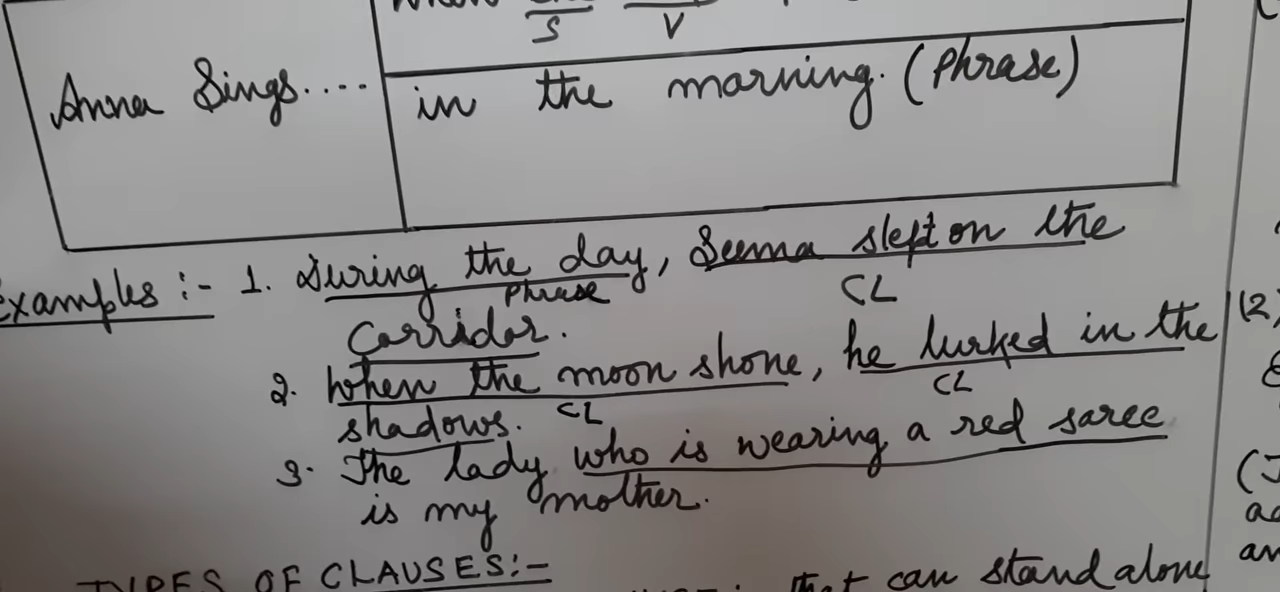 S V
Anna Sings.... in the morning. (Phrase)
Examples :- 1. During the day, Seema slept on the
Phrase CL
Corridor.
2. When the moon shone, he lurked in the
CL CL
shadows.
3. The lady who is wearing a red saree
is my mother.
TYPES OF CLAUSES:-
that can stand alone